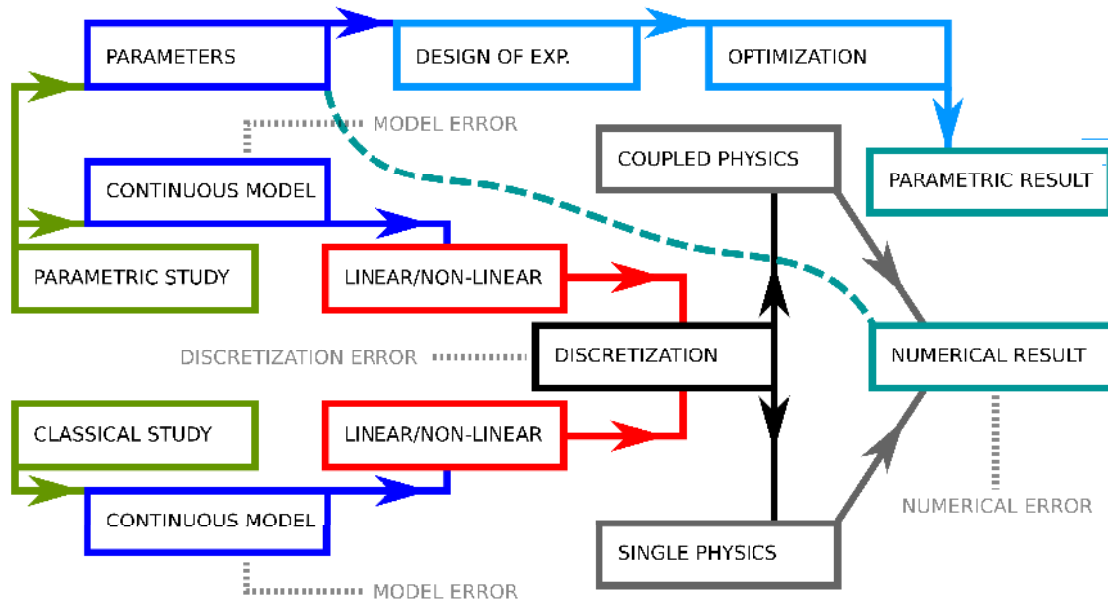 PARAMETERS
DESIGN OF EXP.
OPTIMIZATION
MODEL ERROR
COUPLED PHYSICS
CONTINUOUS MODEL
PARAMETRIC RESULT
PARAMETRIC STUDY
LINEAR/NON-LINEAR
DISCRETIZATION ERROR
DISCRETIZATION
NUMERICAL RESULT
CLASSICAL STUDY
LINEAR/NON-LINEAR
CONTINUOUS MODEL
NUMERICAL ERROR
SINGLE PHYSICS
MODEL ERROR